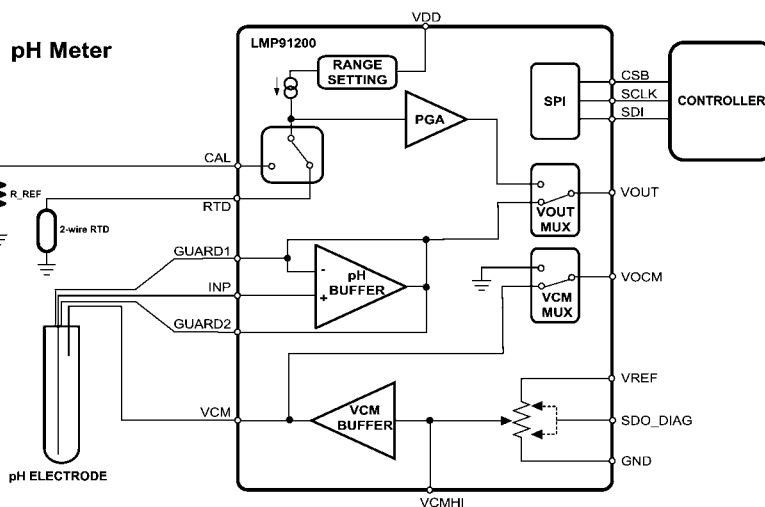 VDD
pH Meter
LMP91200
RANGE
SETTING
CSB
SCLK
SDI
SPI
CONTROLLER
PGA
CAL
R_REF
RTD
2-wire RTD
VOUT
VOUT
MUX
GUARD1
-
pH
BUFFER
INP
+
GUARD2
VOCM
VCM
MUX
VREF
VCM
VCM
BUFFER
SDO_DIAG
GND
pH ELECTRODE
VCMHI